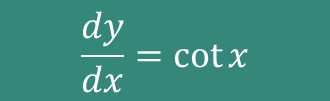 dy/dx = cot x